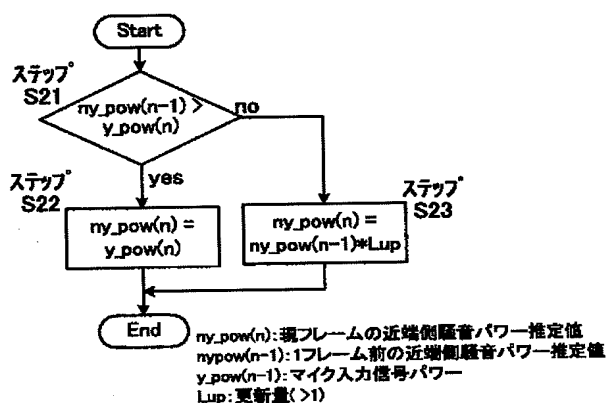 Start
ステップ
S21
ny_pow(n-1) >
y_pow(n)
no
yes
ステップ
S22
ny_pow(n) =
y_pow(n)
ステップ
S23
ny_pow(n) =
ny_pow(n-1)*Lup
End
ny_pow(n):現フレームの近端側騒音パワー推定値
nypow(n-1):1フレーム前の近端側騒音パワー推定値
y_pow(n-1):マイク入力信号パワー
Lup:更新量(>1)